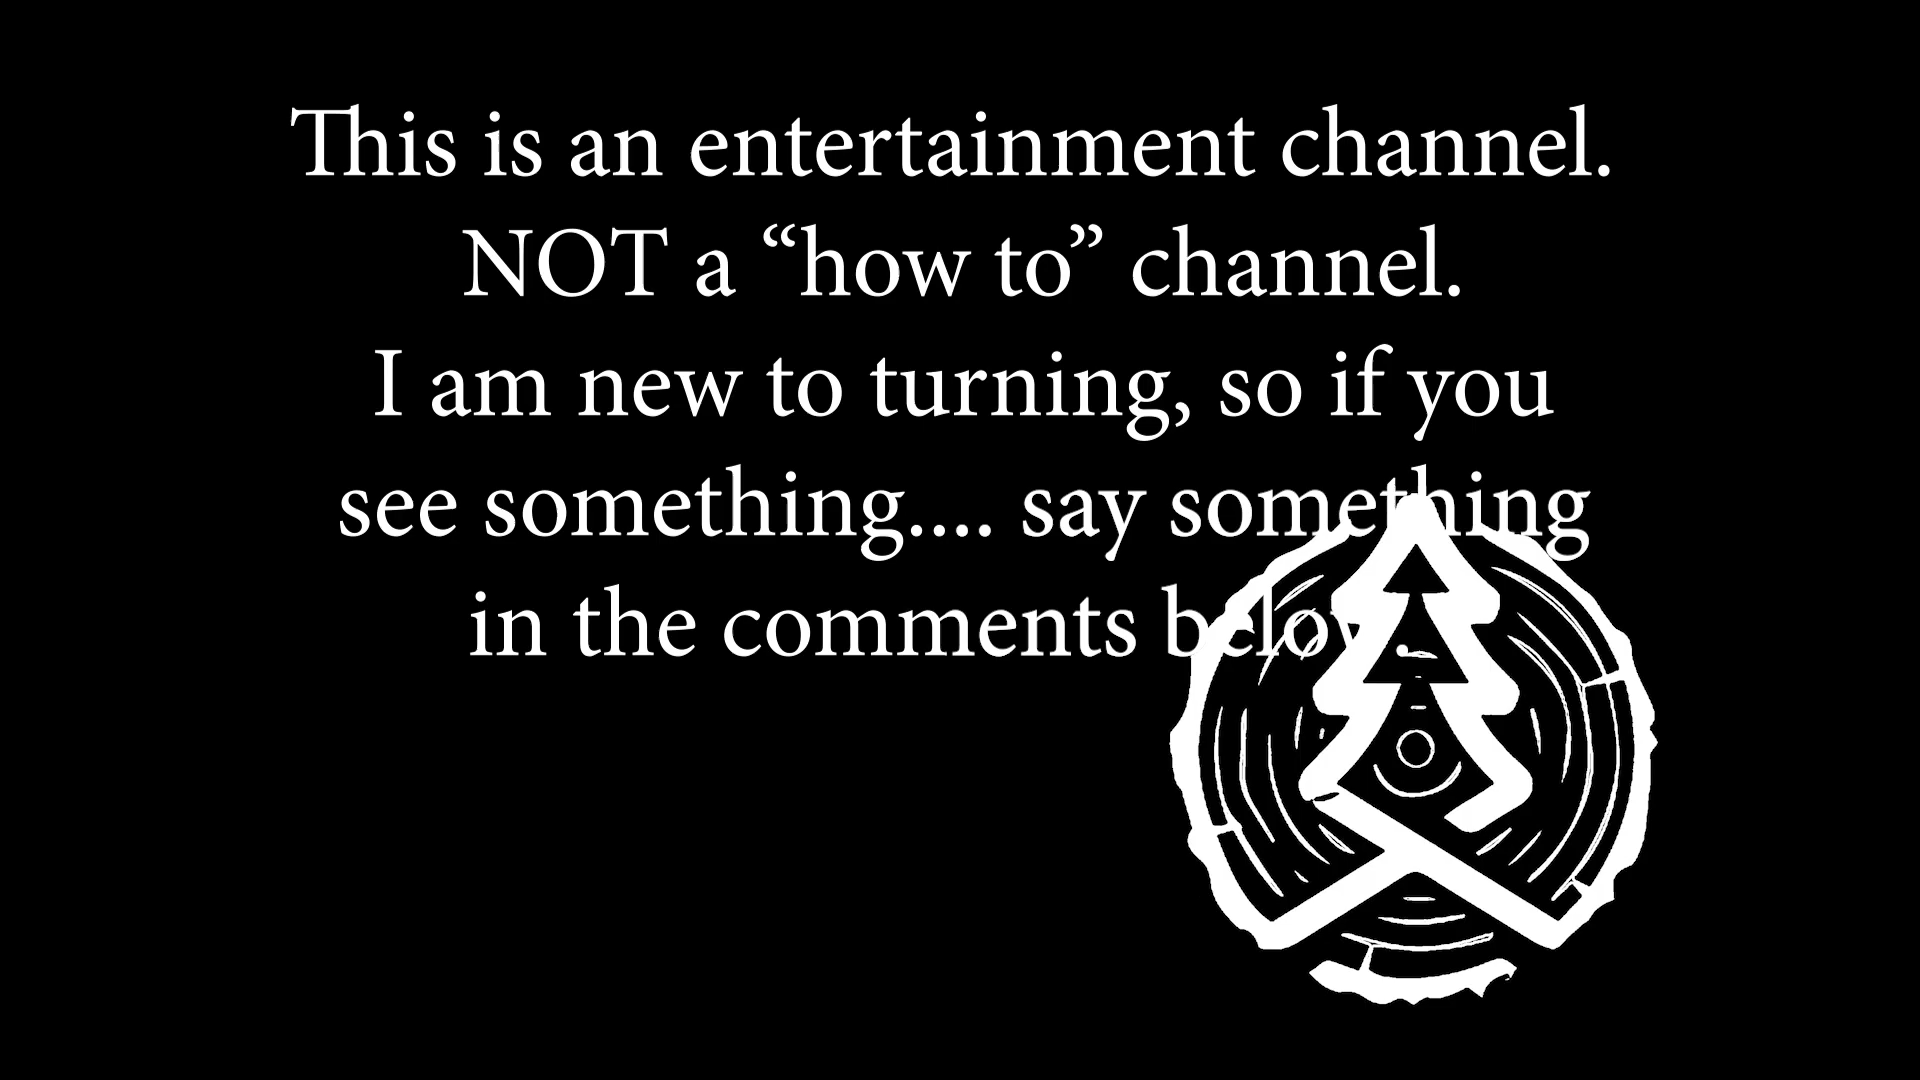 This is an entertainment channel.
NOT a “how to” channel.
I am new to turning, so if you
see something.... say something
in the comments below.